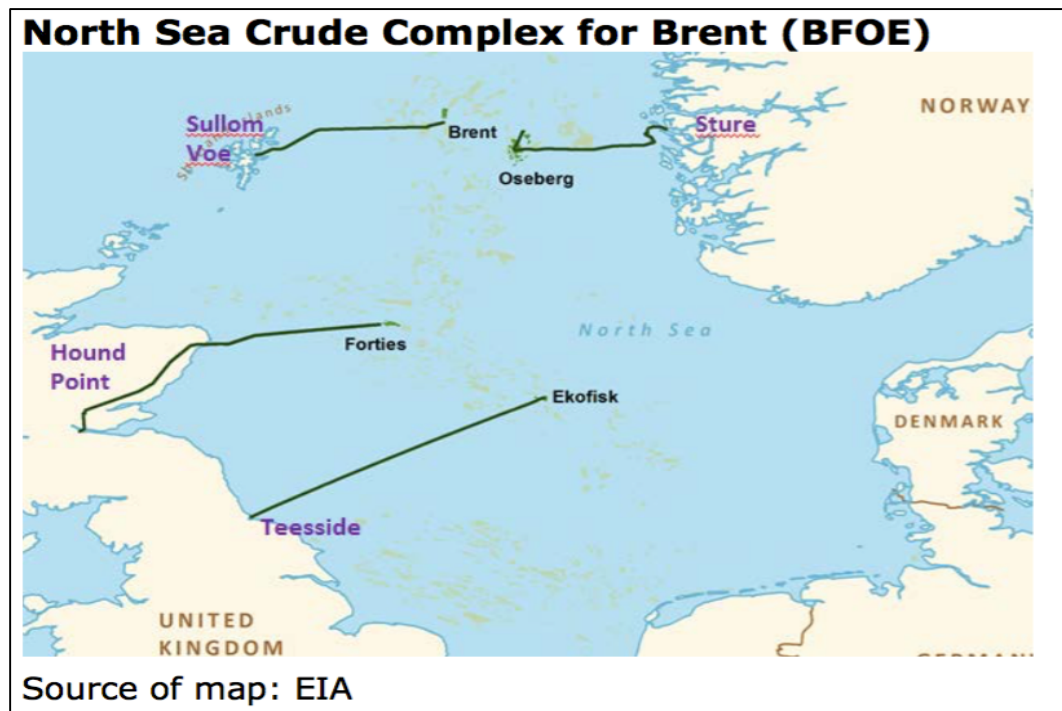 North Sea Crude Complex for Brent (BFOE)
NORWAY
Sullom
Voe
Brent
Sture
Oseberg
North Sea
Forties
Hound
Point
Ekofisk
DENMARK
Teesside
UNITED
KINGDOM
Source of map: EIA